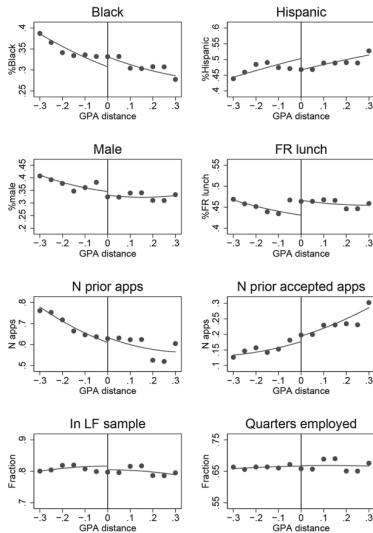 Black
%Black
.25 .3 .35 .4
−.3 −.2 −.1 0 .1 .2 .3
GPA distance
Hispanic
%Hispanic
.4 .45 .5 .55 .6
−.3 −.2 −.1 0 .1 .2 .3
GPA distance
Male
%male
.2 .25 .3 .35 .4 .45
−.3 −.2 −.1 0 .1 .2 .3
GPA distance
FR lunch
%FR lunch
.4 .45 .5 .55
−.3 −.2 −.1 0 .1 .2 .3
GPA distance
N prior apps
N apps
.5 .6 .7 .8
−.3 −.2 −.1 0 .1 .2 .3
GPA distance
N prior accepted apps
N apps
.1 .2 .3
−.3 −.2 −.1 0 .1 .2 .3
GPA distance
In LF sample
Fraction
.7 .8 .9
−.3 −.2 −.1 0 .1 .2 .3
GPA distance
Quarters employed
Fraction
.55 .65 .75
−.3 −.2 −.1 0 .1 .2 .3
GPA distance